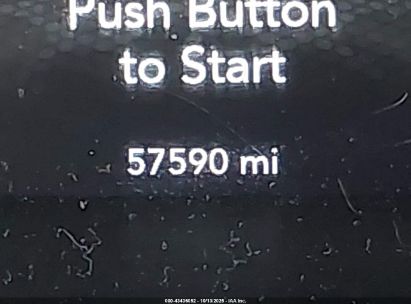 Push Button
to Start
57590 mi